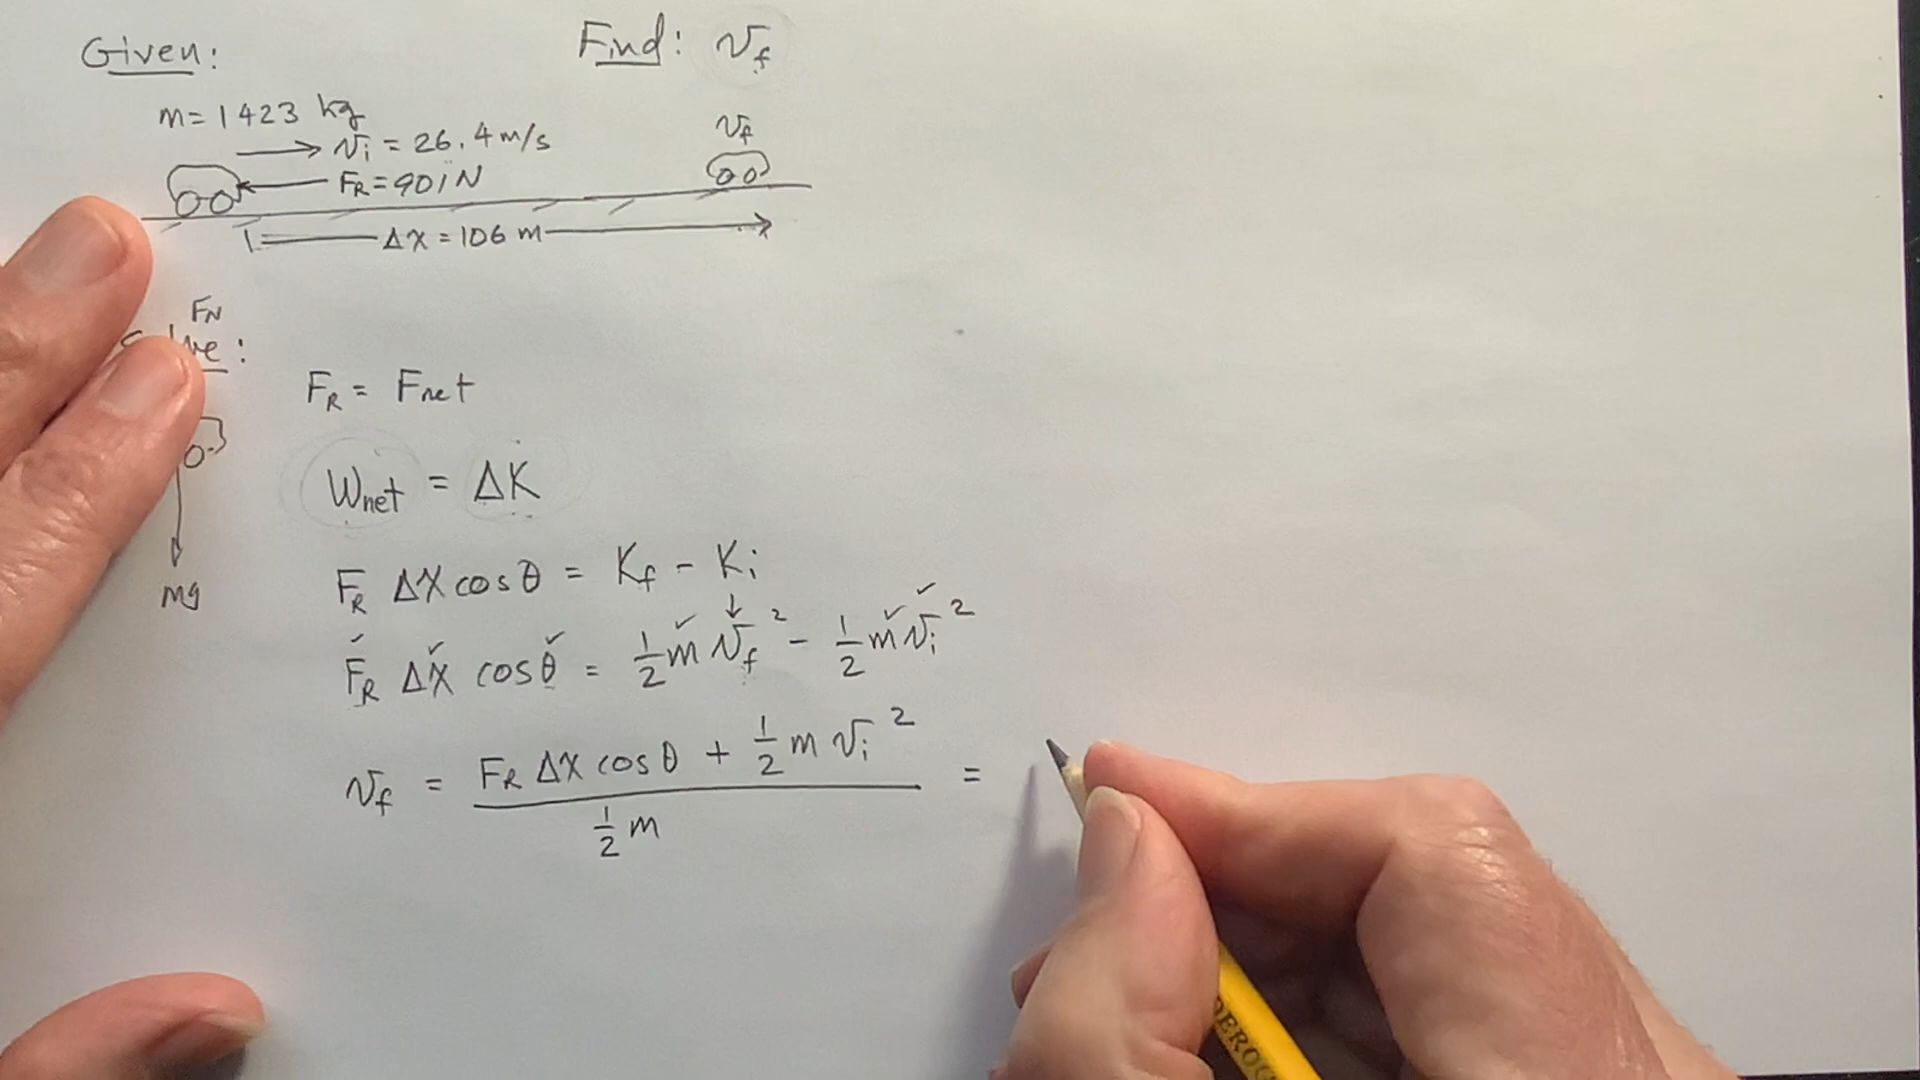 Given:
Find: vf
m = 1423 kg
vi = 26.4 m/s
vf
FR = 901 N
Δx = 106 m
FN
FR = Fnet
Wnet = ΔK
FR Δx cos θ = Kf - Ki
mg
FR Δx cos θ = 1/2 m vf² - 1/2 m vi²
vf = (FR Δx cos θ + 1/2 m vi²) / (1/2 m) =